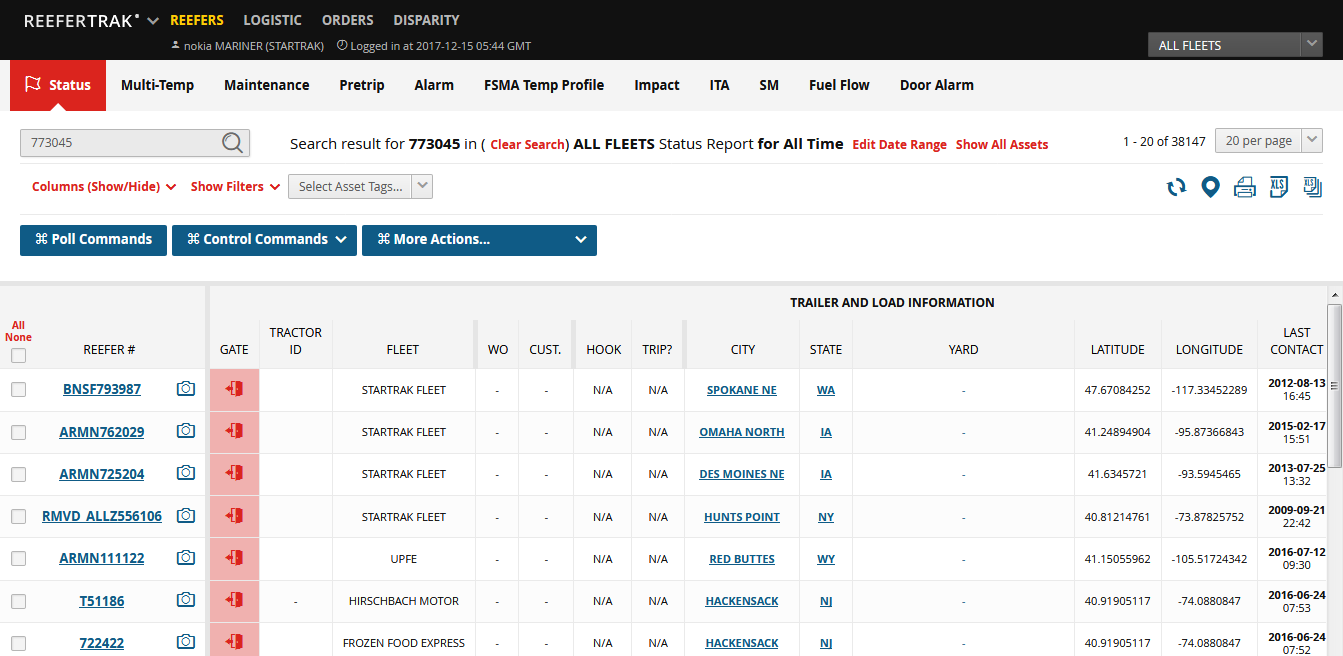 REEFERTRAK REEFERS LOGISTIC ORDERS DISPARITY
nokia MARINER (STARTRAK) Logged in at 2017-12-15 05:44 GMT
ALL FLEETS
Status Multi-Temp Maintenance Pretrip Alarm FSMA Temp Profile Impact ITA SM Fuel Flow Door Alarm
773045 Search result for 773045 in ( Clear Search) ALL FLEETS Status Report for All Time Edit Date Range Show All Assets 1 - 20 of 38147 20 per page
Columns (Show/Hide) Show Filters Select Asset Tags... XLS XLS
⌘ Poll Commands ⌘ Control Commands ⌘ More Actions...
TRAILER AND LOAD INFORMATION
All
None
REEFER # GATE TRACTOR ID FLEET WO CUST. HOOK TRIP? CITY STATE YARD LATITUDE LONGITUDE LAST CONTACT
BNSF793987 STARTRAK FLEET - - N/A N/A SPOKANE NE WA - 47.67084252 -117.33452289 2012-08-13 16:45
ARMN762029 STARTRAK FLEET - - N/A N/A OMAHA NORTH IA - 41.24894904 -95.87366843 2015-02-17 15:51
ARMN725204 STARTRAK FLEET - - N/A N/A DES MOINES NE IA - 41.6345721 -93.5945465 2013-07-25 13:32
RMVD_ALLZ556106 STARTRAK FLEET - - N/A N/A HUNTS POINT NY - 40.81214761 -73.87825752 2009-09-21 22:42
ARMN111122 UPFE - - N/A N/A RED BUTTES WY - 41.15055962 -105.51724342 2016-07-12 09:30
T51186 - HIRSCHBACH MOTOR - - N/A N/A HACKENSACK NJ - 40.91905117 -74.0880847 2016-06-24 07:53
722422 FROZEN FOOD EXPRESS - - N/A N/A HACKENSACK NJ - 40.91905117 -74.0880847 2016-06-24 07:52